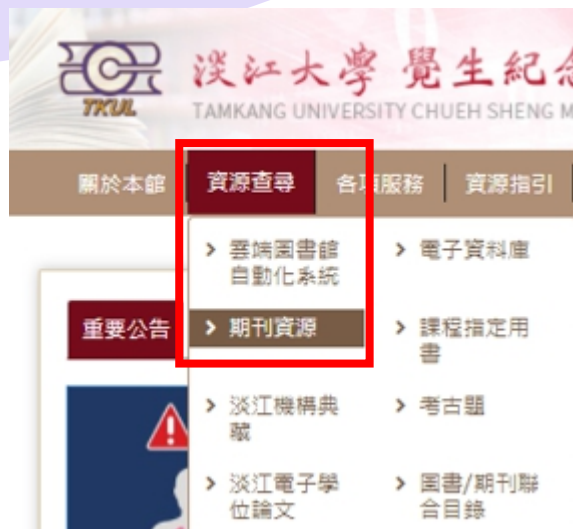 淡江大學 覺生紀念
TKUL
TAMKANG UNIVERSITY CHUEH SHENG M
關於本館
資源查尋
各項服務
資源指引
雲端圖書館
自動化系統
電子資料庫
重要公告
期刊資源
課程指定用
書
淡江機構典
藏
考古題
淡江電子學
位論文
圖書/期刊聯
合目錄